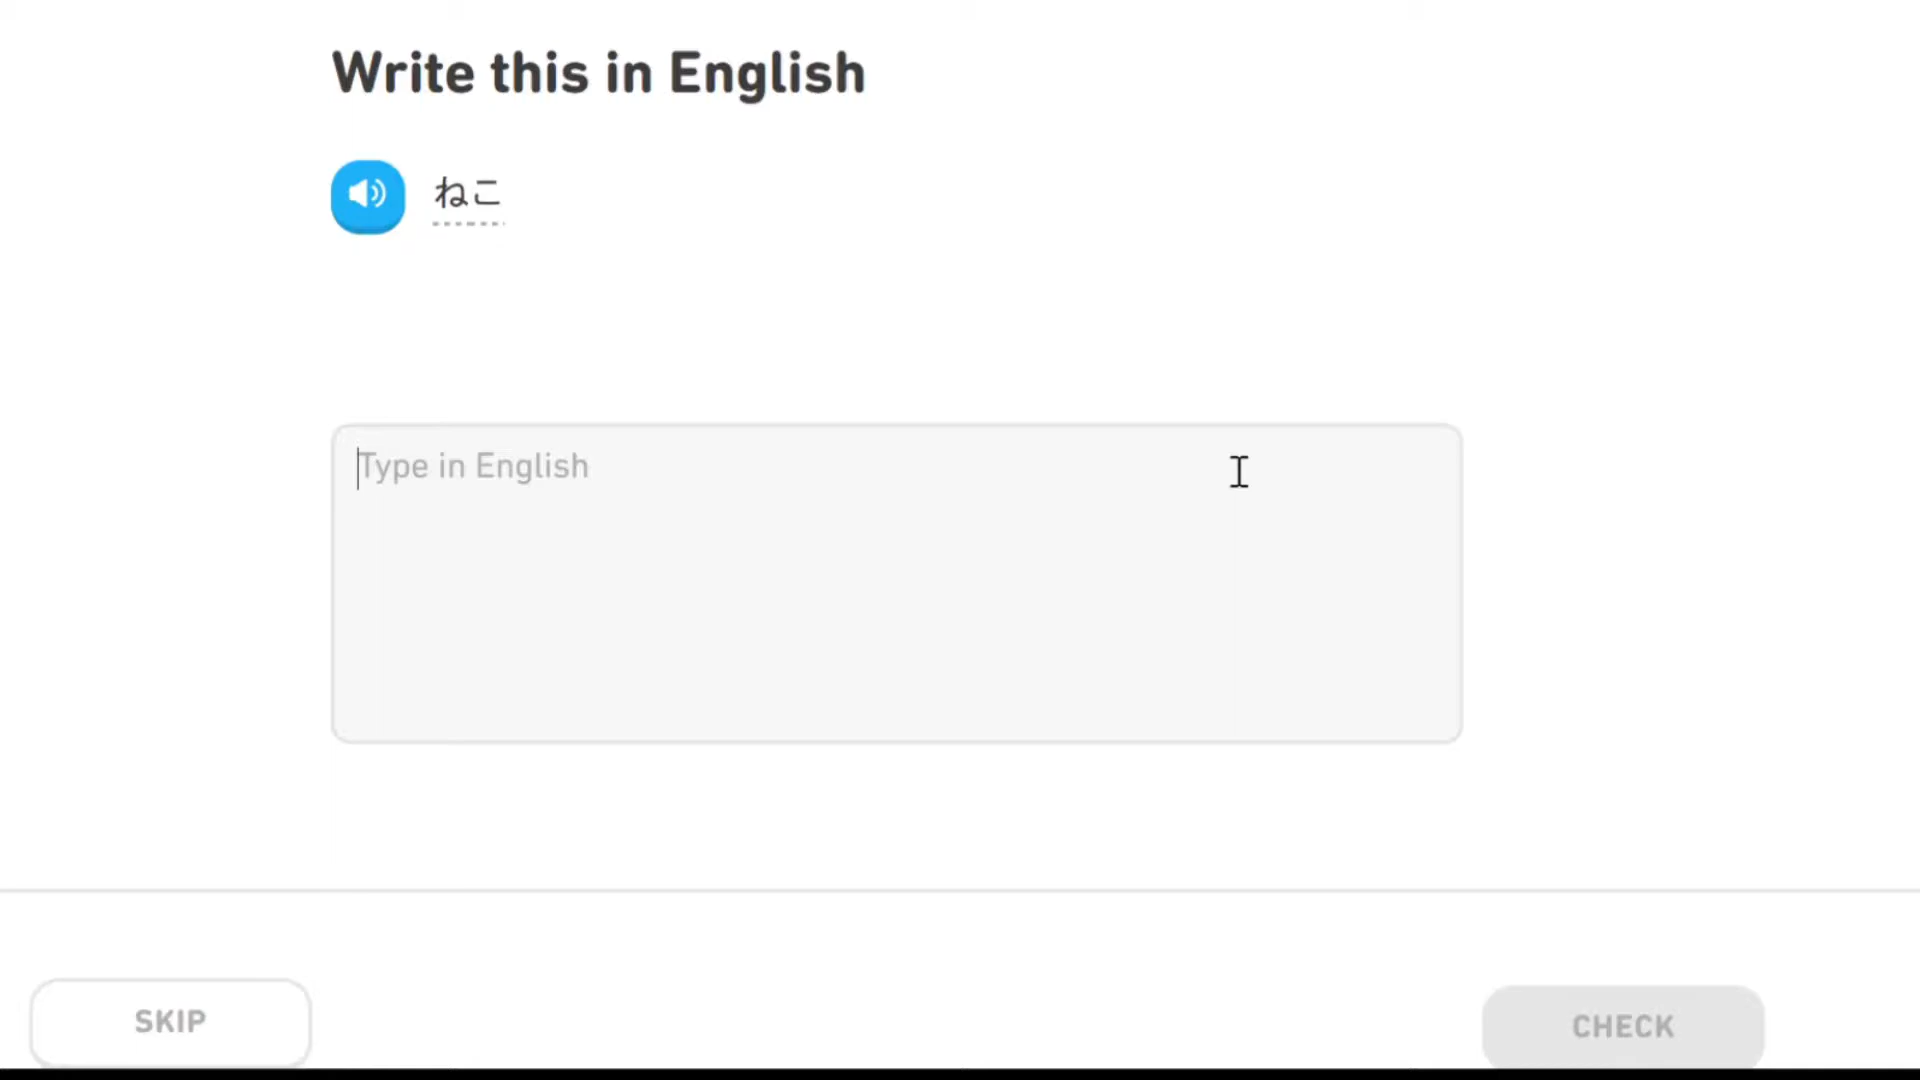 Write this in English
ねこ
Type in English
SKIP
CHECK